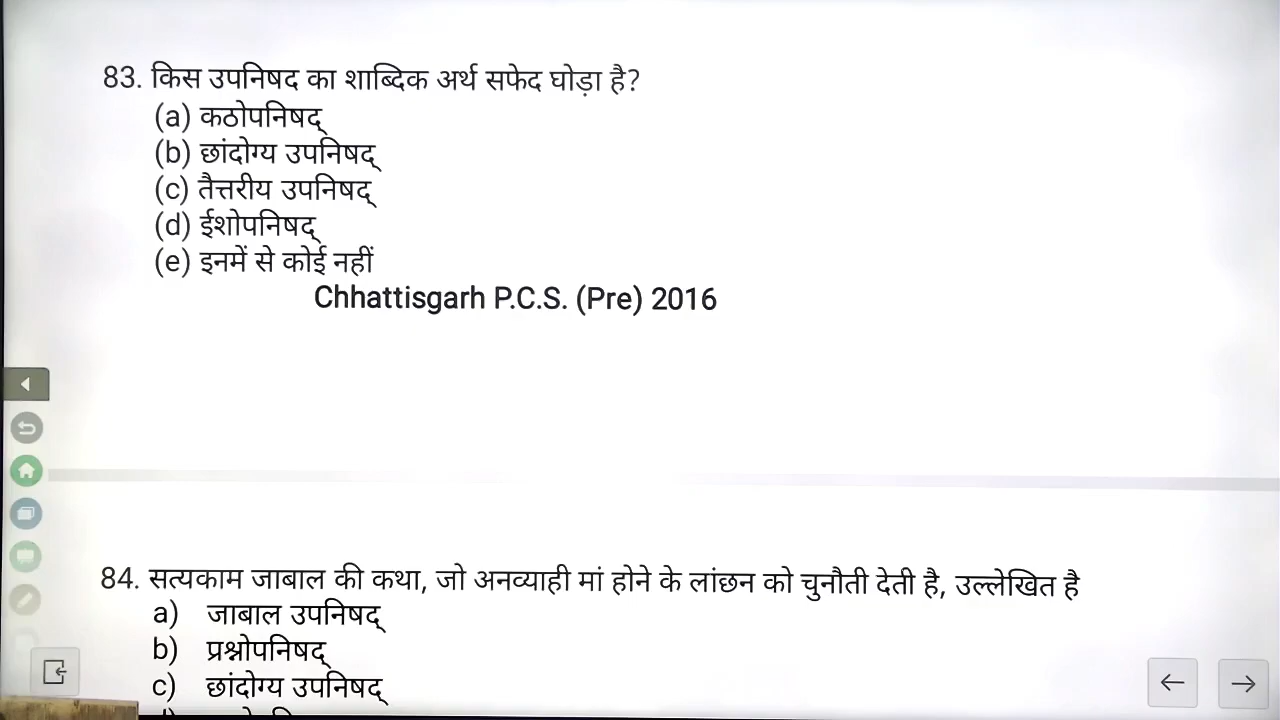 83. किस उपनिषद का शाब्दिक अर्थ सफेद घोड़ा है?
(a) कठोपनिषद्
(b) छांदोग्य उपनिषद्
(c) तैत्तरीय उपनिषद्
(d) ईशोपनिषद्
(e) इनमें से कोई नहीं
Chhattisgarh P.C.S. (Pre) 2016
84. सत्यकाम जाबाल की कथा, जो अनव्याही मां होने के लांछन को चुनौती देती है, उल्लेखित है
a) जाबाल उपनिषद्
b) प्रश्नोपनिषद्
c) छांदोग्य उपनिषद्